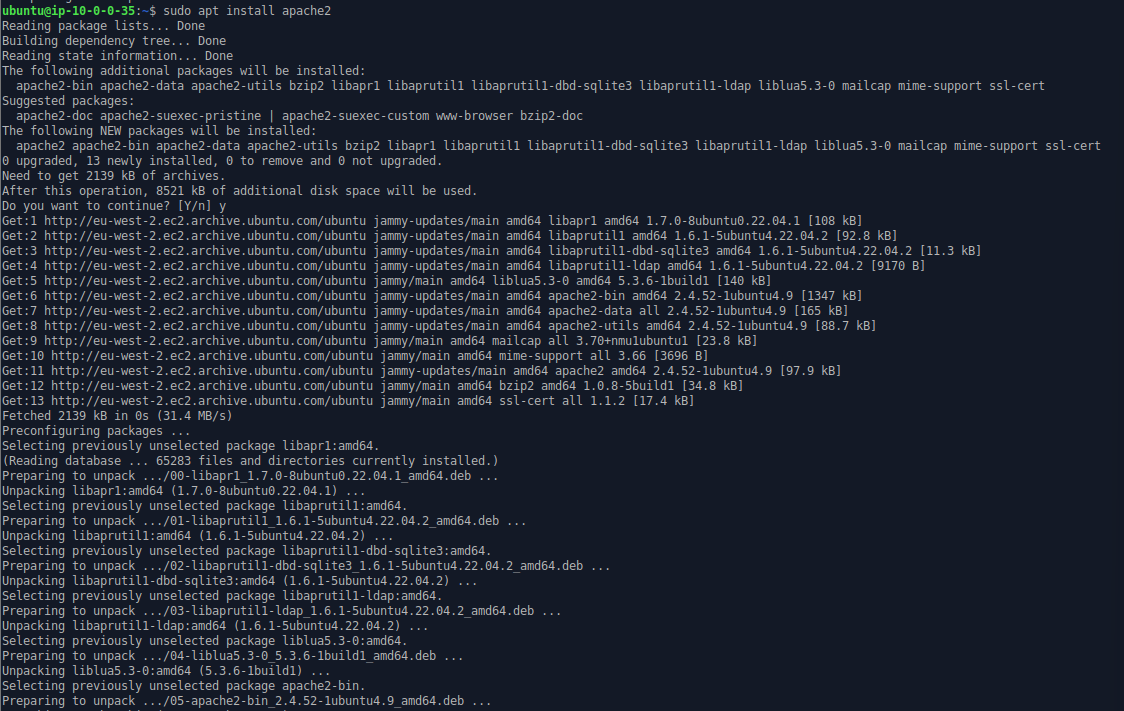 ubuntu@ip-10-0-0-35:~$ sudo apt install apache2
Reading package lists... Done
Building dependency tree... Done
Reading state information... Done
The following additional packages will be installed:
  apache2-bin apache2-data apache2-utils bzip2 libapr1 libaprutil1 libaprutil1-dbd-sqlite3 libaprutil1-ldap liblua5.3-0 mailcap mime-support ssl-cert
Suggested packages:
  apache2-doc apache2-suexec-pristine | apache2-suexec-custom www-browser bzip2-doc
The following NEW packages will be installed:
  apache2 apache2-bin apache2-data apache2-utils bzip2 libapr1 libaprutil1 libaprutil1-dbd-sqlite3 libaprutil1-ldap liblua5.3-0 mailcap mime-support ssl-cert
0 upgraded, 13 newly installed, 0 to remove and 0 not upgraded.
Need to get 2139 kB of archives.
After this operation, 8521 kB of additional disk space will be used.
Do you want to continue? [Y/n] y
Get:1 http://eu-west-2.ec2.archive.ubuntu.com/ubuntu jammy-updates/main amd64 libapr1 amd64 1.7.0-8ubuntu0.22.04.1 [108 kB]
Get:2 http://eu-west-2.ec2.archive.ubuntu.com/ubuntu jammy-updates/main amd64 libaprutil1 amd64 1.6.1-5ubuntu4.22.04.2 [92.8 kB]
Get:3 http://eu-west-2.ec2.archive.ubuntu.com/ubuntu jammy-updates/main amd64 libaprutil1-dbd-sqlite3 amd64 1.6.1-5ubuntu4.22.04.2 [11.3 kB]
Get:4 http://eu-west-2.ec2.archive.ubuntu.com/ubuntu jammy-updates/main amd64 libaprutil1-ldap amd64 1.6.1-5ubuntu4.22.04.2 [9170 B]
Get:5 http://eu-west-2.ec2.archive.ubuntu.com/ubuntu jammy/main amd64 liblua5.3-0 amd64 5.3.6-1build1 [140 kB]
Get:6 http://eu-west-2.ec2.archive.ubuntu.com/ubuntu jammy-updates/main amd64 apache2-bin amd64 2.4.52-1ubuntu4.9 [1347 kB]
Get:7 http://eu-west-2.ec2.archive.ubuntu.com/ubuntu jammy-updates/main amd64 apache2-data all 2.4.52-1ubuntu4.9 [165 kB]
Get:8 http://eu-west-2.ec2.archive.ubuntu.com/ubuntu jammy-updates/main amd64 apache2-utils amd64 2.4.52-1ubuntu4.9 [88.7 kB]
Get:9 http://eu-west-2.ec2.archive.ubuntu.com/ubuntu jammy/main amd64 mailcap all 3.70+nmu1ubuntu1 [23.8 kB]
Get:10 http://eu-west-2.ec2.archive.ubuntu.com/ubuntu jammy/main amd64 mime-support all 3.66 [3696 B]
Get:11 http://eu-west-2.ec2.archive.ubuntu.com/ubuntu jammy-updates/main amd64 apache2 amd64 2.4.52-1ubuntu4.9 [97.9 kB]
Get:12 http://eu-west-2.ec2.archive.ubuntu.com/ubuntu jammy/main amd64 bzip2 amd64 1.0.8-5build1 [34.8 kB]
Get:13 http://eu-west-2.ec2.archive.ubuntu.com/ubuntu jammy/main amd64 ssl-cert all 1.1.2 [17.4 kB]
Fetched 2139 kB in 0s (31.4 MB/s)
Preconfiguring packages ...
Selecting previously unselected package libapr1:amd64.
(Reading database ... 65283 files and directories currently installed.)
Preparing to unpack .../00-libapr1_1.7.0-8ubuntu0.22.04.1_amd64.deb ...
Unpacking libapr1:amd64 (1.7.0-8ubuntu0.22.04.1) ...
Selecting previously unselected package libaprutil1:amd64.
Preparing to unpack .../01-libaprutil1_1.6.1-5ubuntu4.22.04.2_amd64.deb ...
Unpacking libaprutil1:amd64 (1.6.1-5ubuntu4.22.04.2) ...
Selecting previously unselected package libaprutil1-dbd-sqlite3:amd64.
Preparing to unpack .../02-libaprutil1-dbd-sqlite3_1.6.1-5ubuntu4.22.04.2_amd64.deb ...
Unpacking libaprutil1-dbd-sqlite3:amd64 (1.6.1-5ubuntu4.22.04.2) ...
Selecting previously unselected package libaprutil1-ldap:amd64.
Preparing to unpack .../03-libaprutil1-ldap_1.6.1-5ubuntu4.22.04.2_amd64.deb ...
Unpacking libaprutil1-ldap:amd64 (1.6.1-5ubuntu4.22.04.2) ...
Selecting previously unselected package liblua5.3-0:amd64.
Preparing to unpack .../04-liblua5.3-0_5.3.6-1build1_amd64.deb ...
Unpacking liblua5.3-0:amd64 (5.3.6-1build1) ...
Selecting previously unselected package apache2-bin.
Preparing to unpack .../05-apache2-bin_2.4.52-1ubuntu4.9_amd64.deb ...